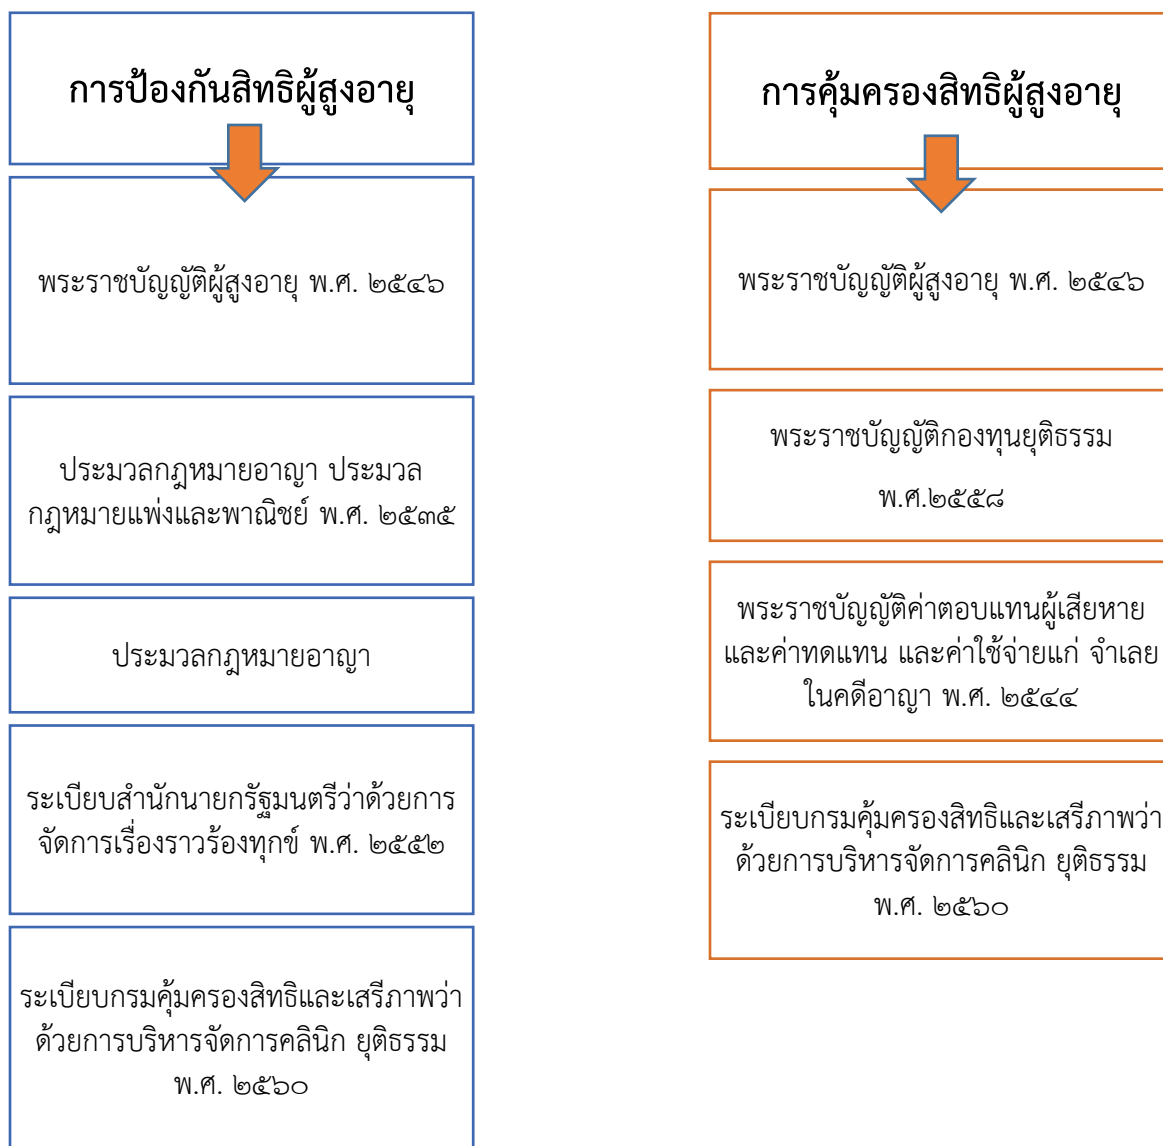 การป้องกันสิทธิผู้สูงอายุ
พระราชบัญญัติผู้สูงอายุ พ.ศ. ๒๕๔๖
ประมวลกฎหมายอาญา ประมวล
กฎหมายแพ่งและพาณิชย์ พ.ศ. ๒๕๓๕
ประมวลกฎหมายอาญา
ระเบียบสำนักนายกรัฐมนตรีว่าด้วยการ
จัดการเรื่องราวร้องทุกข์ พ.ศ. ๒๕๕๒
ระเบียบกรมคุ้มครองสิทธิและเสรีภาพว่า
ด้วยการบริหารจัดการคลินิก ยุติธรรม
พ.ศ. ๒๕๖๐
การคุ้มครองสิทธิผู้สูงอายุ
พระราชบัญญัติผู้สูงอายุ พ.ศ. ๒๕๔๖
พระราชบัญญัติกองทุนยุติธรรม
พ.ศ.๒๕๕๘
พระราชบัญญัติค่าตอบแทนผู้เสียหาย
และค่าทดแทน และค่าใช้จ่ายแก่ จำเลย
ในคดีอาญา พ.ศ. ๒๕๔๔
ระเบียบกรมคุ้มครองสิทธิและเสรีภาพว่า
ด้วยการบริหารจัดการคลินิก ยุติธรรม
พ.ศ. ๒๕๖๐